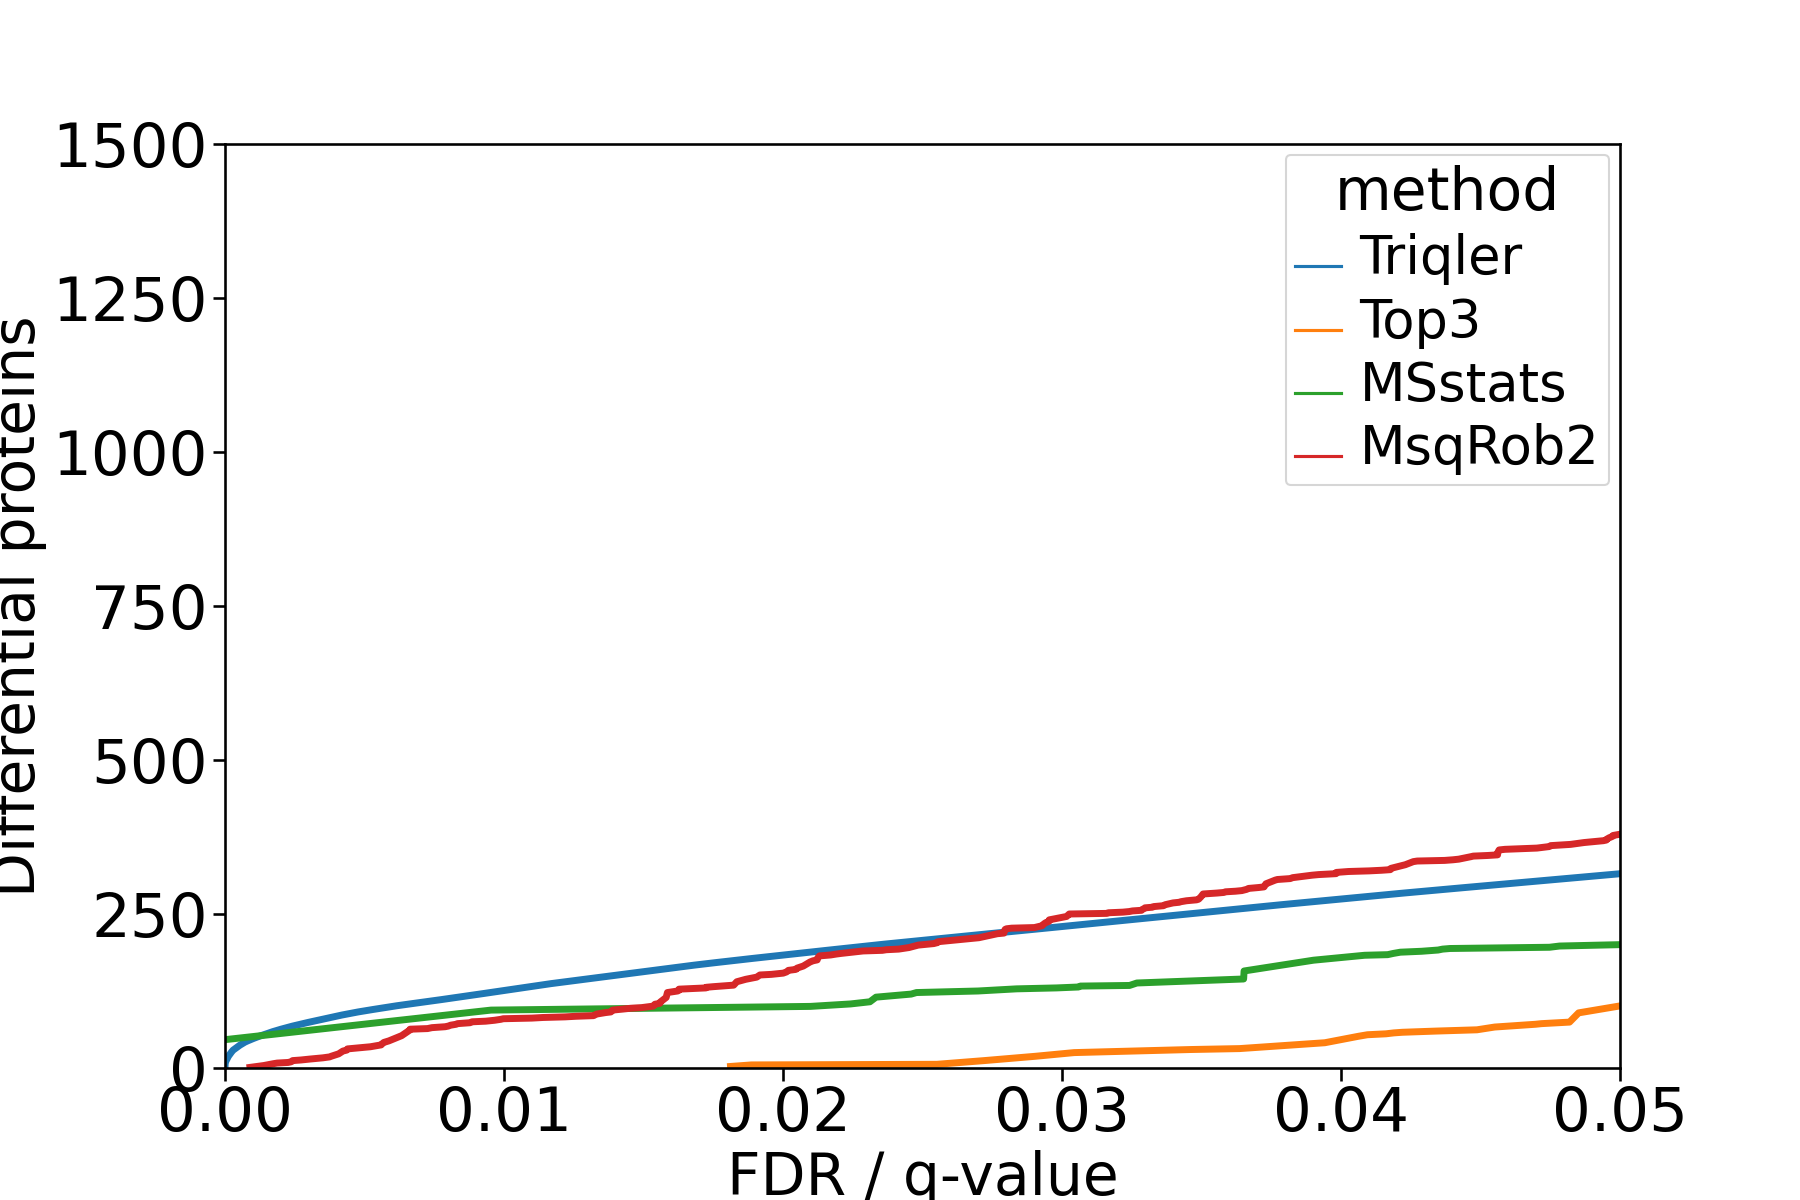 1500
1250
1000
750
500
250
0
Differential proteins
0.00 0.01 0.02 0.03 0.04 0.05
FDR / q-value
method
Triqler
Top3
MSstats
MsqRob2